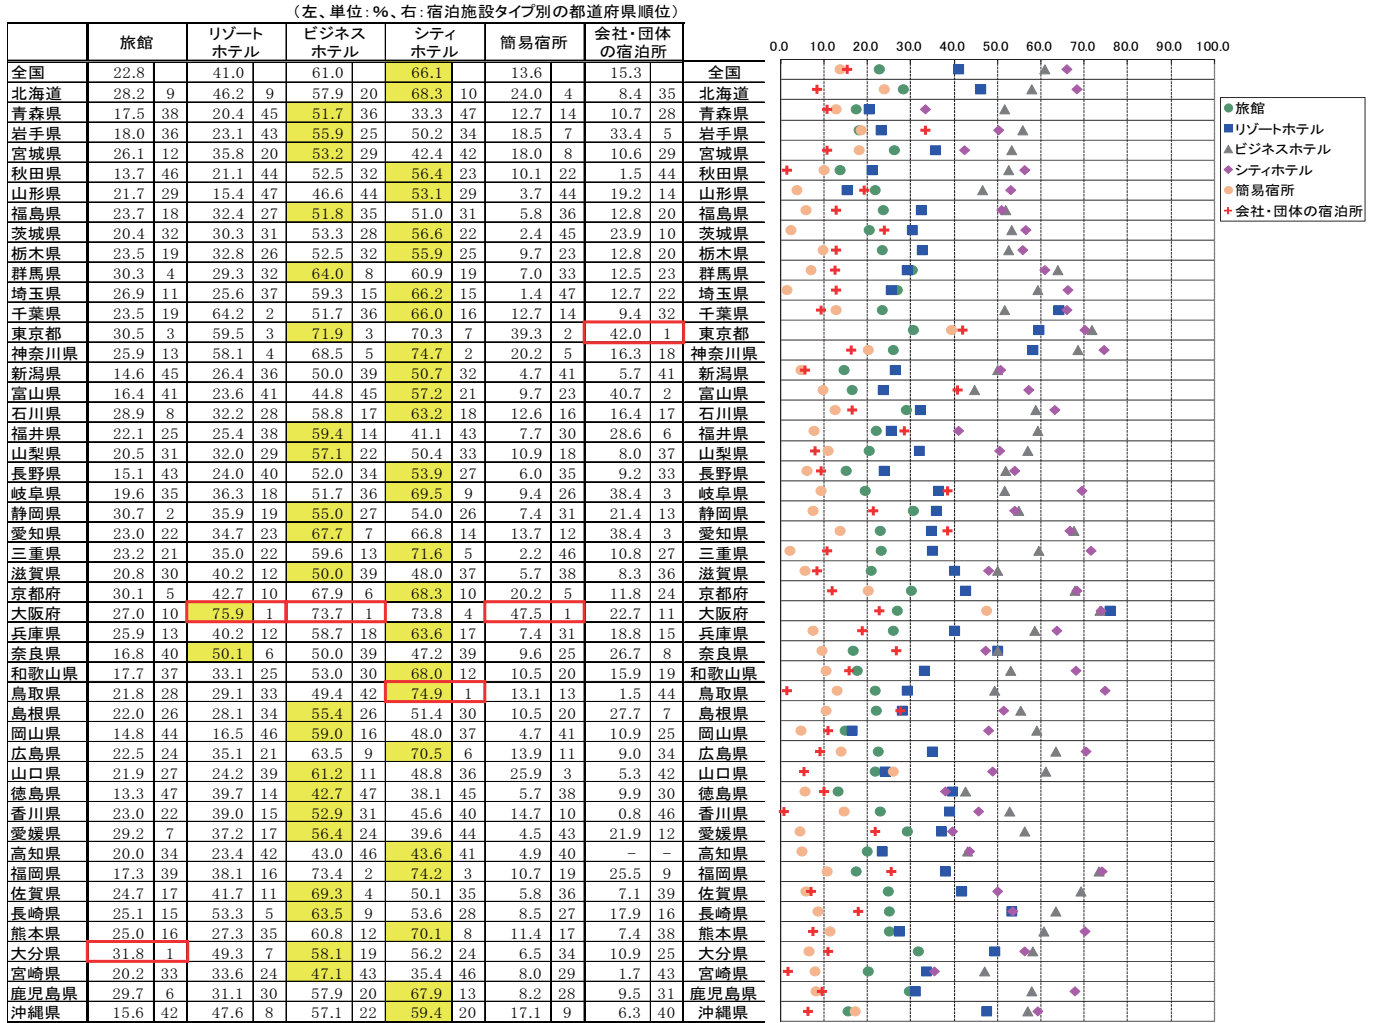 (左、単位：%、右：宿泊施設タイプ別の都道府県順位)
旅館 リゾートホテル ビジネスホテル シティホテル 簡易宿所 会社・団体の宿泊所
0.0 10.0 20.0 30.0 40.0 50.0 60.0 70.0 80.0 90.0 100.0
全国 22.8 41.0 61.0 66.1 13.6 15.3 全国
北海道 28.2 9 46.2 9 57.9 20 68.3 10 24.0 4 8.4 35 北海道
青森県 17.5 38 20.4 45 51.7 36 33.3 47 12.7 14 10.7 28 青森県
岩手県 18.0 36 23.1 43 55.9 25 50.2 34 18.5 7 33.4 5 岩手県
宮城県 26.1 12 35.8 20 53.2 29 42.4 42 18.0 8 10.6 29 宮城県
秋田県 13.7 46 21.1 44 52.5 32 56.4 23 10.1 22 1.5 44 秋田県
山形県 21.7 29 15.4 47 46.6 44 53.1 29 3.7 44 19.2 14 山形県
福島県 23.7 18 32.4 27 51.8 35 51.0 31 5.8 36 12.8 20 福島県
茨城県 20.4 32 30.3 31 53.3 28 56.6 22 2.4 45 23.9 10 茨城県
栃木県 23.5 19 32.8 26 52.5 32 55.9 25 9.7 23 12.8 20 栃木県
群馬県 30.3 4 29.3 32 64.0 8 60.9 19 7.0 33 12.5 23 群馬県
埼玉県 26.9 11 25.6 37 59.3 15 66.2 15 1.4 47 12.7 22 埼玉県
千葉県 23.5 19 64.2 2 51.7 36 66.0 16 12.7 14 9.4 32 千葉県
東京都 30.5 3 59.5 3 71.9 3 70.3 7 39.3 2 42.0 1 東京都
神奈川県 25.9 13 58.1 4 68.5 5 74.7 2 20.2 5 16.3 18 神奈川県
新潟県 14.6 45 26.4 36 50.0 39 50.7 32 4.7 41 5.7 41 新潟県
富山県 16.4 41 23.6 41 44.8 45 57.2 21 9.7 23 40.7 2 富山県
石川県 28.9 8 32.2 28 58.8 17 63.2 18 12.6 16 16.4 17 石川県
福井県 22.1 25 25.4 38 59.4 14 41.1 43 7.7 30 28.6 6 福井県
山梨県 20.5 31 32.0 29 57.1 22 50.4 33 10.9 18 8.0 37 山梨県
長野県 15.1 43 24.0 40 52.0 34 53.9 27 6.0 35 9.2 33 長野県
岐阜県 19.6 35 36.3 18 51.7 36 69.5 9 9.4 26 38.4 3 岐阜県
静岡県 30.7 2 35.9 19 55.0 27 54.0 26 7.4 31 21.4 13 静岡県
愛知県 23.0 22 34.7 23 67.7 7 66.8 14 13.7 12 38.4 3 愛知県
三重県 23.2 21 35.0 22 59.6 13 71.6 5 2.2 46 10.8 27 三重県
滋賀県 20.8 30 40.2 12 50.0 39 48.0 37 5.7 38 8.3 36 滋賀県
京都府 30.1 5 42.7 10 67.9 6 68.3 10 20.2 5 11.8 24 京都府
大阪府 27.0 10 75.9 1 73.7 1 73.8 4 47.5 1 22.7 11 大阪府
兵庫県 25.9 13 40.2 12 58.7 18 63.6 17 7.4 31 18.8 15 兵庫県
奈良県 16.8 40 50.1 6 50.0 39 47.2 39 9.6 25 26.7 8 奈良県
和歌山県 17.7 37 33.1 25 53.0 30 68.0 12 10.5 20 15.9 19 和歌山県
鳥取県 21.8 28 29.1 33 49.4 42 74.9 1 13.1 13 1.5 44 鳥取県
島根県 22.0 26 28.1 34 55.4 26 51.4 30 10.5 20 27.7 7 島根県
岡山県 14.8 44 16.5 46 59.0 16 48.0 37 4.7 41 10.9 25 岡山県
広島県 22.5 24 35.1 21 63.5 9 70.5 6 13.9 11 9.0 34 広島県
山口県 21.9 27 24.2 39 61.2 11 48.8 36 25.9 3 5.3 42 山口県
徳島県 13.3 47 39.7 14 42.7 47 38.1 45 5.7 38 9.9 30 徳島県
香川県 23.0 22 39.0 15 52.9 31 45.6 40 14.7 10 0.8 46 香川県
愛媛県 29.2 7 37.2 17 56.4 24 39.6 44 4.5 43 21.9 12 愛媛県
高知県 20.0 34 23.4 42 43.0 46 43.6 41 4.9 40 － － 高知県
福岡県 17.3 39 38.1 16 73.4 2 74.2 3 10.7 19 25.5 9 福岡県
佐賀県 24.7 17 41.7 11 69.3 4 50.1 35 5.8 36 7.1 39 佐賀県
長崎県 25.1 15 53.3 5 63.5 9 53.6 28 8.5 27 17.9 16 長崎県
熊本県 25.0 16 27.3 35 60.8 12 70.1 8 11.4 17 7.4 38 熊本県
大分県 31.8 1 49.3 7 58.1 19 56.2 24 6.5 34 10.9 25 大分県
宮崎県 20.2 33 33.6 24 47.1 43 35.4 46 8.0 29 1.7 43 宮崎県
鹿児島県 29.7 6 31.1 30 57.9 20 67.9 13 8.2 28 9.5 31 鹿児島県
沖縄県 15.6 42 47.6 8 57.1 22 59.4 20 17.1 9 6.3 40 沖縄県
旅館
リゾートホテル
ビジネスホテル
シティホテル
簡易宿所
会社・団体の宿泊所